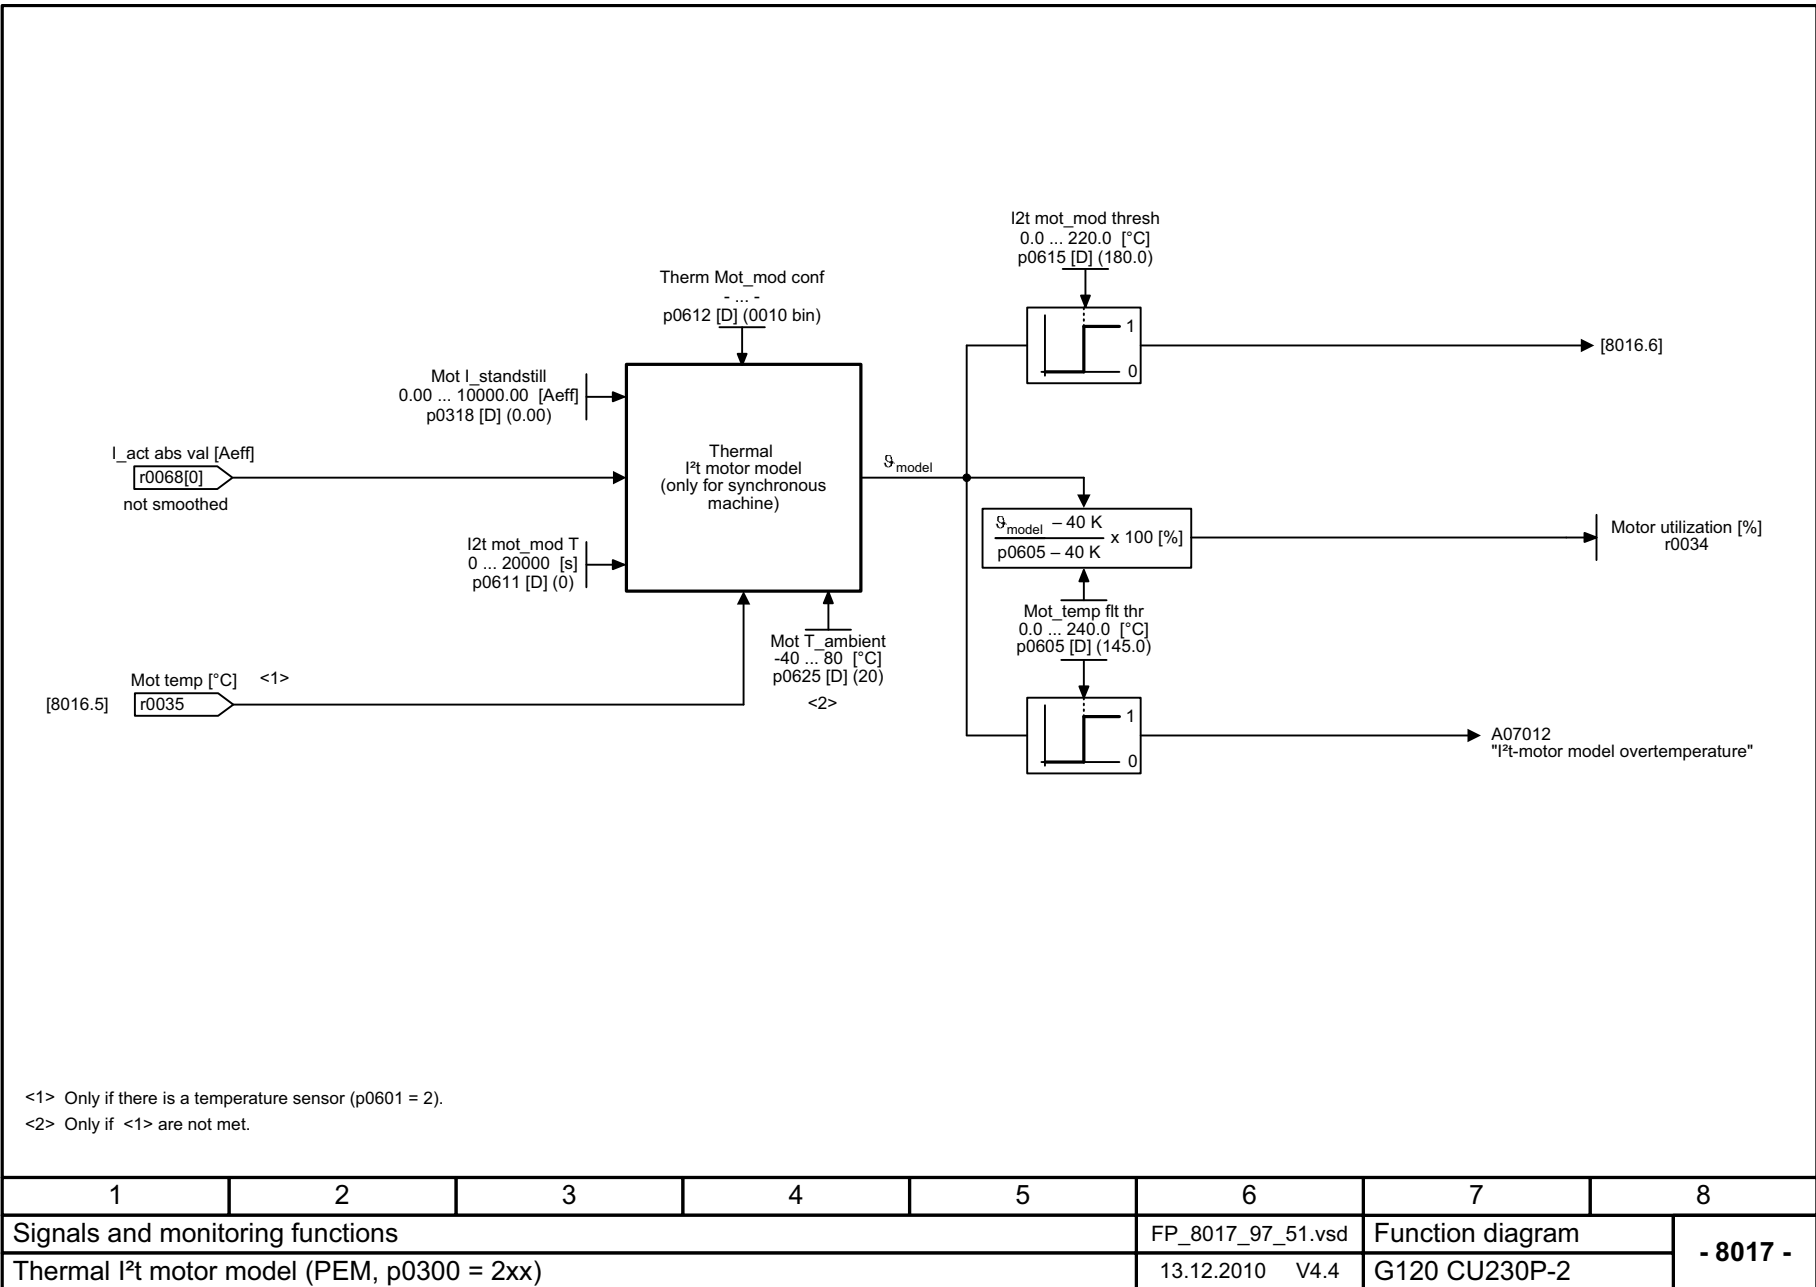 I2t mot_mod thresh
0.0 ... 220.0 [°C]
p0615 [D] (180.0)
1
0
[8016.6]
Therm Mot_mod conf
- ... -
p0612 [D] (0010 bin)
Mot I_standstill
0.00 ... 10000.00 [Aeff]
p0318 [D] (0.00)
I_act abs val [Aeff]
r0068[0]
not smoothed
Thermal
I²t motor model
(only for synchronous
machine)
ϑmodel
I2t mot_mod T
0 ... 20000 [s]
p0611 [D] (0)
ϑmodel – 40 K
p0605 – 40 K
x 100 [%]
Motor utilization [%]
r0034
Mot_temp flt thr
0.0 ... 240.0 [°C]
p0605 [D] (145.0)
Mot T_ambient
-40 ... 80 [°C]
p0625 [D] (20)
<2>
Mot temp [°C] <1>
[8016.5] r0035
1
0
A07012
"I²t-motor model overtemperature"
<1> Only if there is a temperature sensor (p0601 = 2).
<2> Only if <1> are not met.
1 2 3 4 5 6 7 8
Signals and monitoring functions FP_8017_97_51.vsd Function diagram
- 8017 -
Thermal I²t motor model (PEM, p0300 = 2xx) 13.12.2010 V4.4 G120 CU230P-2